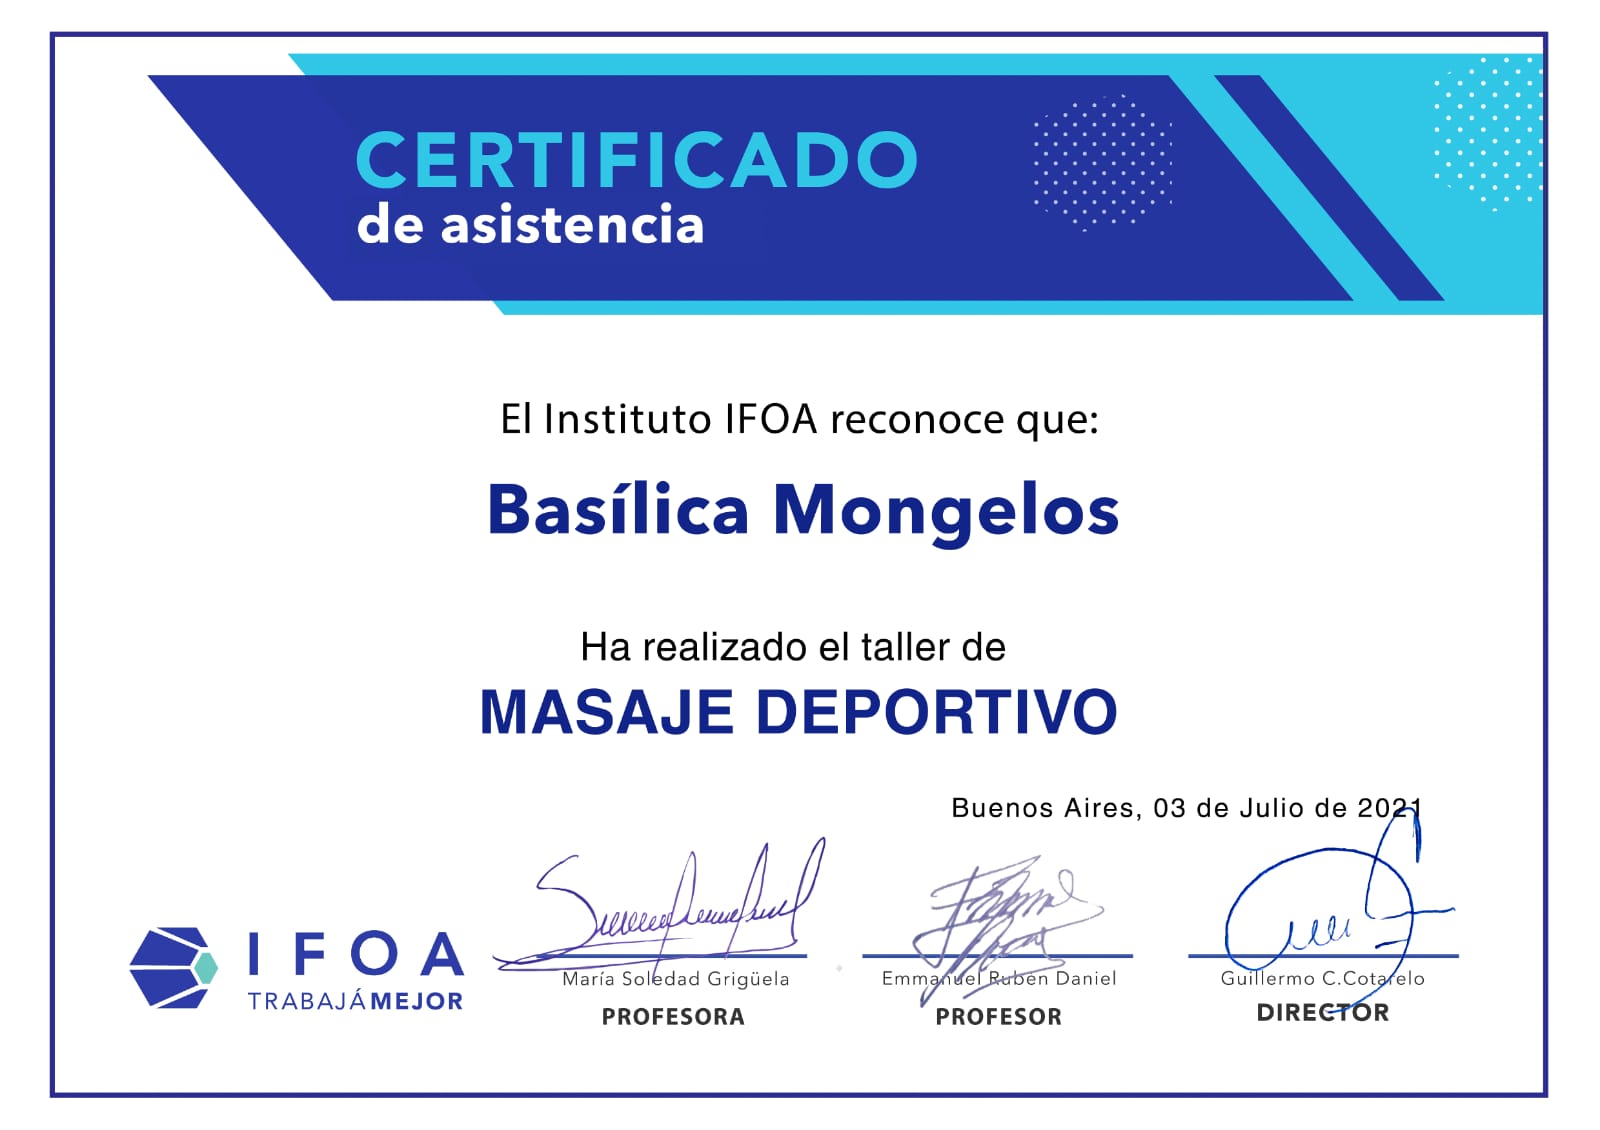 CERTIFICADO
de asistencia
El Instituto IFOA reconoce que:
Basílica Mongelos
Ha realizado el taller de
MASAJE DEPORTIVO
Buenos Aires, 03 de Julio de 2021
IFOA
TRABAJÁMEJOR
María Soledad Grigüela
PROFESORA
Emmanuel Rubén Daniel
PROFESOR
Guillermo C.Cotarelo
DIRECTOR